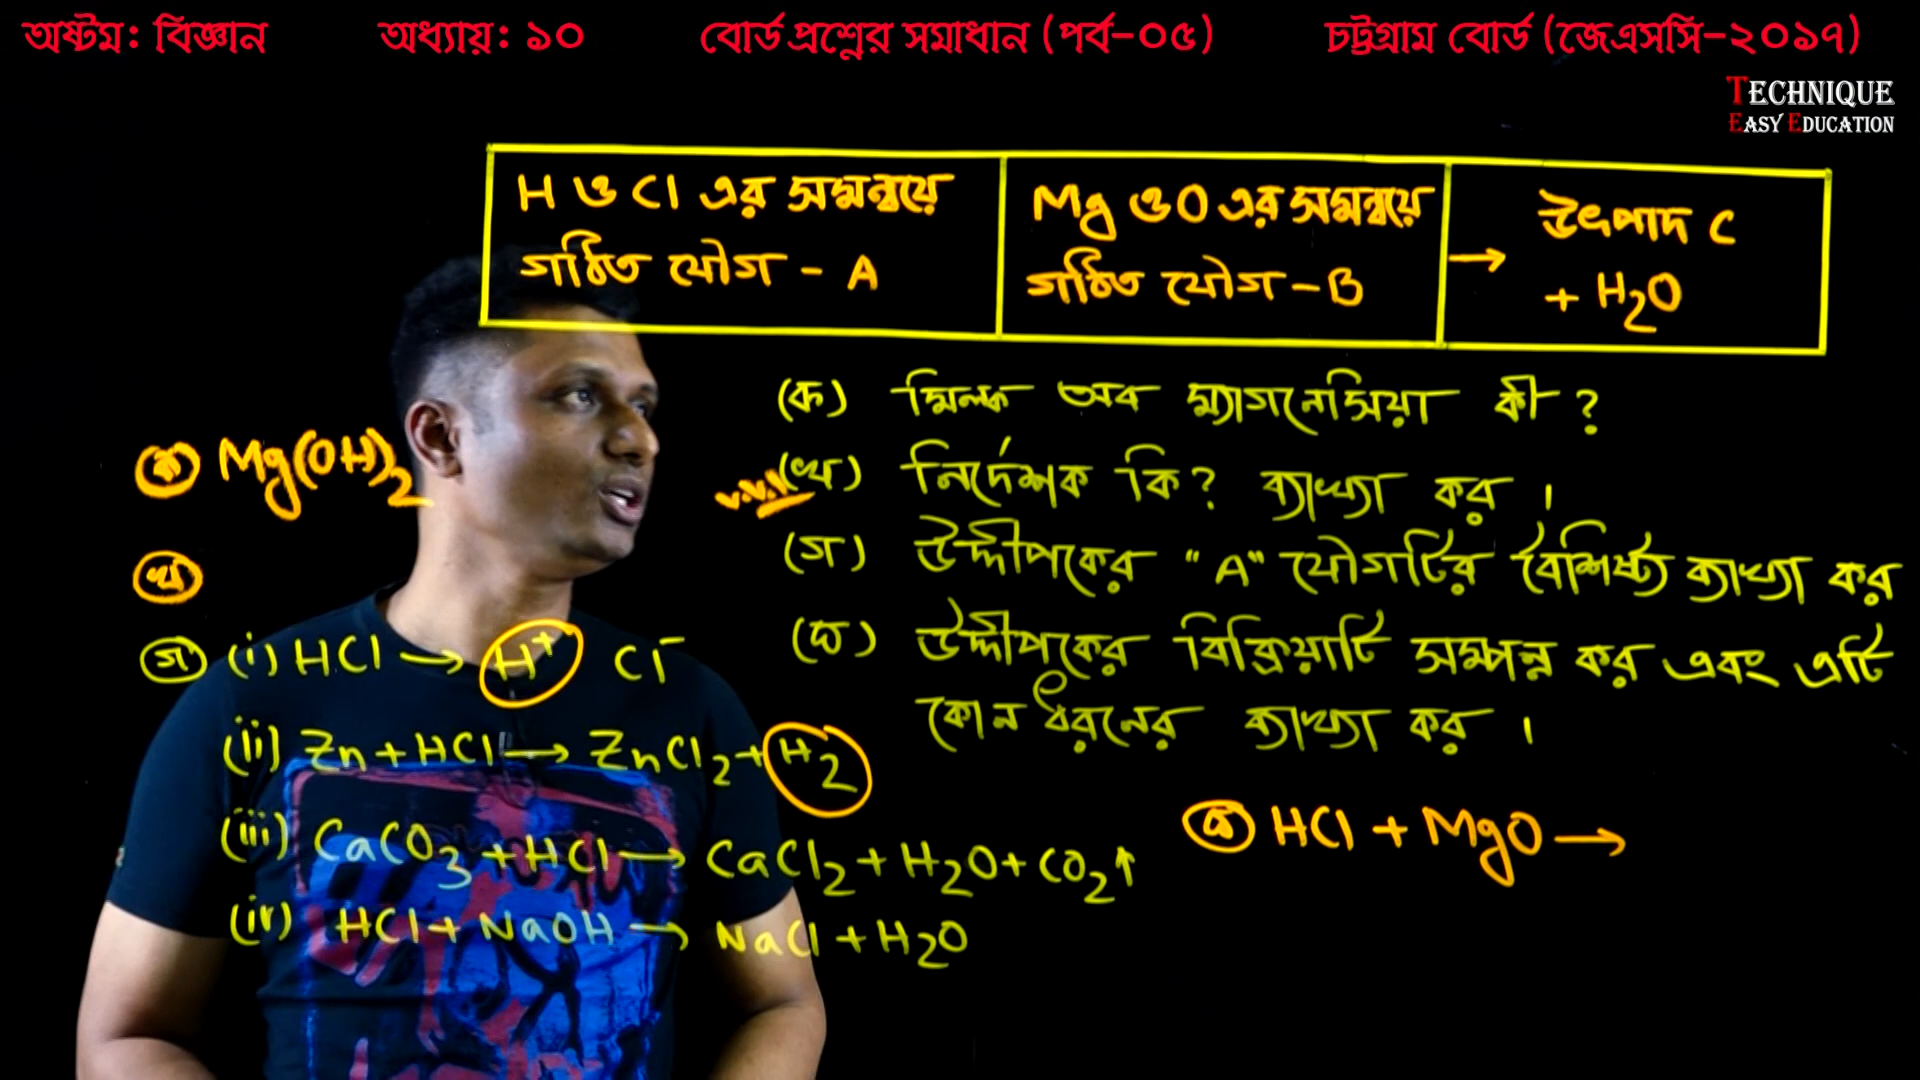 অষ্টম: বিজ্ঞান অধ্যায়: ১০ বোর্ড প্রশ্নের সমাধান (পর্ব-০৫) চট্টগ্রাম বোর্ড (জেএসসি-২০১৭)
TECHNIQUE
EASY EDUCATION
H ও Cl এর সমন্বয়ে
গঠিত যৌগ - A
Mg ও O এর সমন্বয়ে
গঠিত যৌগ - B
→ উৎপাদ C
+ H₂O
(ক) মিল্ক অব ম্যাগনেসিয়া কী ?
v.v.I (খ) নির্দেশক কি ? ব্যাখ্যা কর ।
(গ) উদ্দীপকের "A" যৌগটির বৈশিষ্ট্য ব্যাখ্যা কর
(ঘ) উদ্দীপকের বিক্রিয়াটি সম্পন্ন কর এবং এটি
কোন ধরনের ব্যাখ্যা কর ।
(ক) Mg(OH)₂
(খ)
(গ) (i) HCl → H⁺ Cl⁻
(ii) Zn + HCl → ZnCl₂ + H₂
(iii) CaCO₃ + HCl → CaCl₂ + H₂O + CO₂↑
(iv) HCl + NaOH → NaCl + H₂O
(ঘ) HCl + MgO →